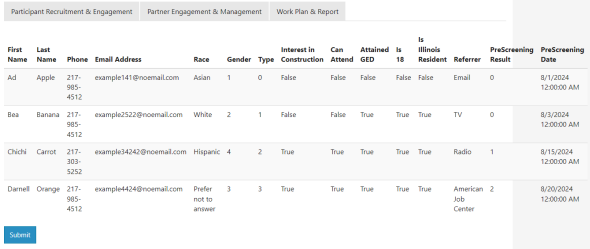 Participant Recruitment & Engagement Partner Engagement & Management Work Plan & Report
First Name Last Name Phone Email Address Race Gender Type Interest in Construction Can Attend Attained GED Is 18 Is Illinois Resident Referrer PreScreening Result PreScreening Date
Ad Apple 217-985-4512 example141@noemail.com Asian 1 0 False False False False False Email 0 8/1/2024 12:00:00 AM
Bea Banana 217-985-4512 example2522@noemail.com White 2 1 False False True True True TV 0 8/3/2024 12:00:00 AM
Chichi Carrot 217-303-5252 example34242@noemail.com Hispanic 4 2 True True True True True Radio 1 8/15/2024 12:00:00 AM
Darnell Orange 217-985-4512 example4424@noemail.com Prefer not to answer 3 3 True True True True True American Job Center 2 8/20/2024 12:00:00 AM
Submit